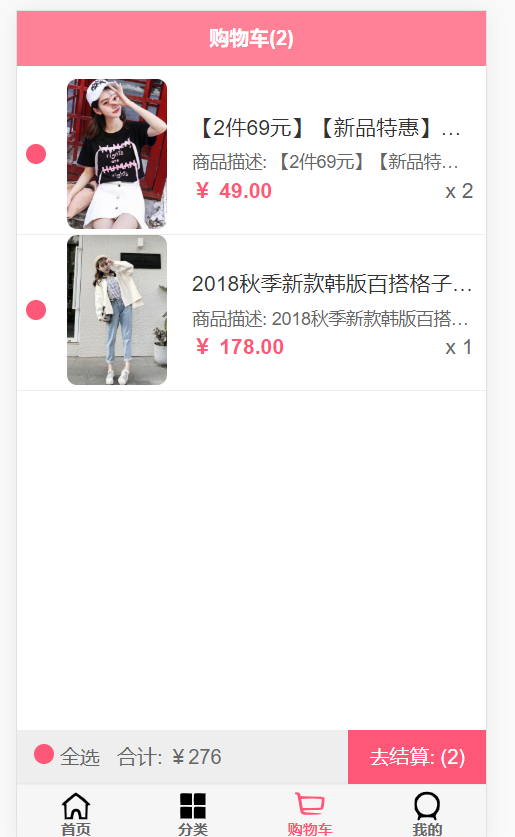 购物车(2)
【2件69元】【新品特惠】…
商品描述: 【2件69元】【新品特…
¥ 49.00 x 2
2018秋季新款韩版百搭格子…
商品描述: 2018秋季新款韩版百搭…
¥ 178.00 x 1
全选 合计: ¥276 去结算: (2)
首页 分类 购物车 我的